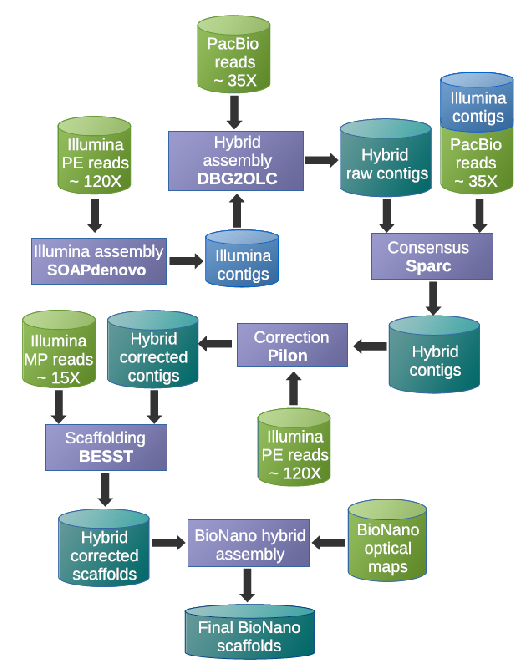 PacBio
reads
~ 35X
Illumina
PE reads
~ 120X
Hybrid
assembly
DBG2OLC
Hybrid
raw contigs
Illumina
contigs
PacBio
reads
~ 35X
Illumina assembly
SOAPdenovo
Illumina
contigs
Consensus
Sparc
Illumina
MP reads
~ 15X
Hybrid
corrected
contigs
Correction
Pilon
Hybrid
contigs
Illumina
PE reads
~ 120X
Scaffolding
BESST
Hybrid
corrected
scaffolds
BioNano hybrid
assembly
BioNano
optical
maps
Final BioNano
scaffolds